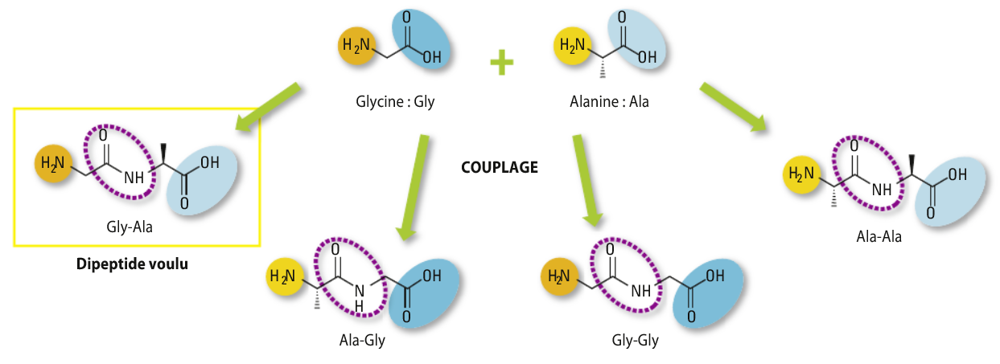 O
H2N
OH
+
O
H2N
OH
Glycine : Gly
Alanine : Ala
O
H2N
NH
OH
O
Gly-Ala
Dipeptide voulu
COUPLAGE
O
H2N
NH
OH
O
Ala-Ala
O
H2N
N
H
OH
O
Ala-Gly
O
H2N
NH
OH
O
Gly-Gly